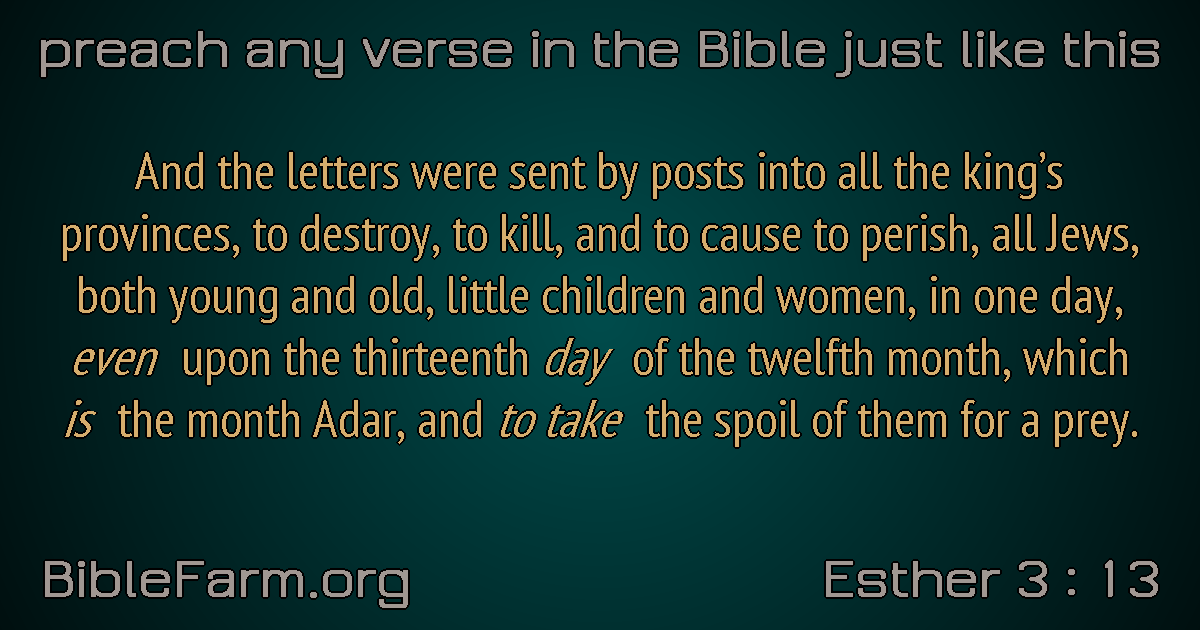 preach any verse in the Bible just like this
And the letters were sent by posts into all the king’s
provinces, to destroy, to kill, and to cause to perish, all Jews,
both young and old, little children and women, in one day,
even upon the thirteenth day of the twelfth month, which
is the month Adar, and to take the spoil of them for a prey.
BibleFarm.org
Esther 3 : 13